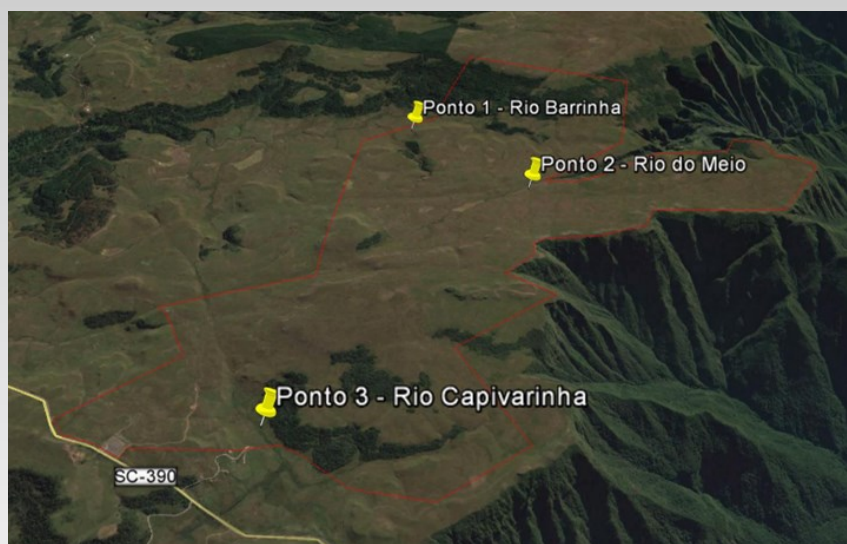 Ponto 1 - Rio Barrinha
Ponto 2 - Rio do Meio
Ponto 3 - Rio Capivarinha
SC-390